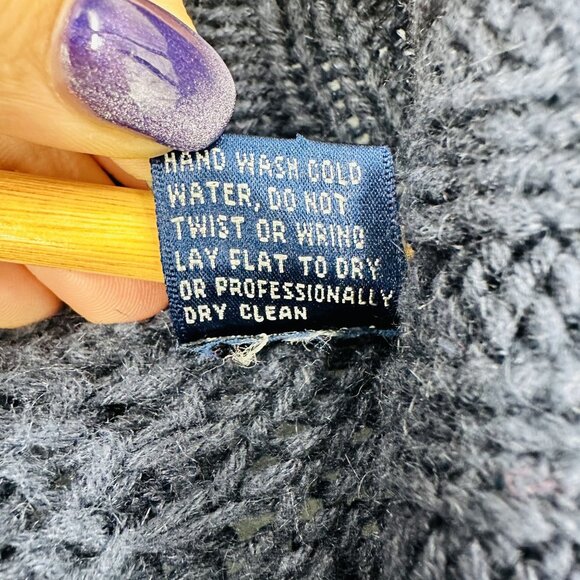 HAND WASH COLD
WATER, DO NOT
TWIST OR WRING
LAY FLAT TO DRY
OR PROFESSIONALLY
DRY CLEAN